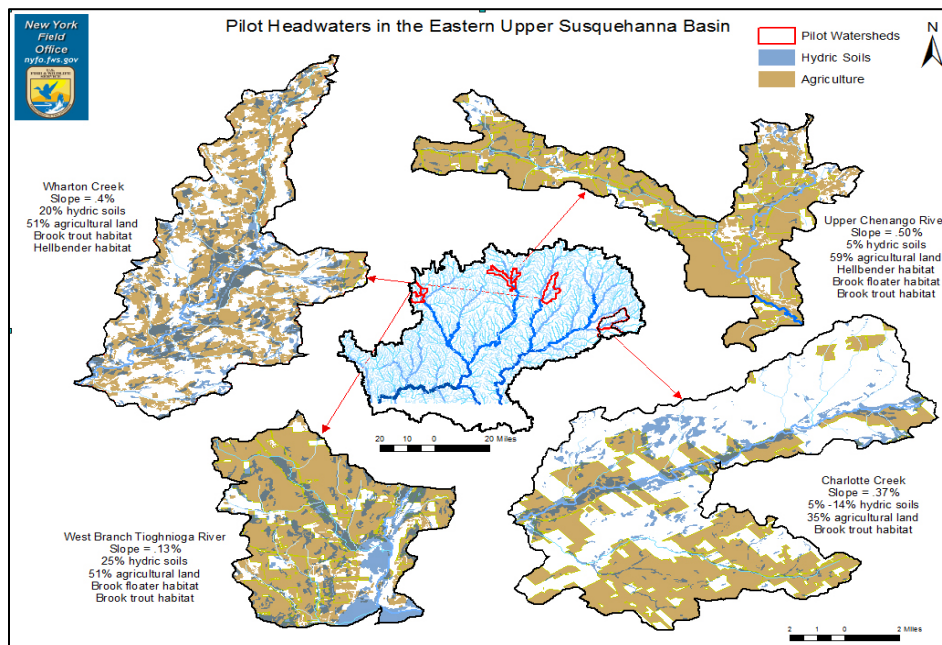 Pilot Headwaters in the Eastern Upper Susquehanna Basin
New York
Field
Office
nyfo.fws.gov
U.S.
FISH & WILDLIFE
SERVICE
N
Pilot Watersheds
Hydric Soils
Agriculture
Wharton Creek
Slope = .4%
20% hydric soils
51% agricultural land
Brook trout habitat
Hellbender habitat
Upper Chenango Rive
Slope = .50%
5% hydric soils
59% agricultural land
Hellbender habitat
Brook floater habitat
Brook trout habitat
20 10 0 20 Miles
West Branch Tioghnioga River
Slope = .13%
25% hydric soils
51% agricultural land
Brook floater habitat
Brook trout habitat
Charlotte Creek
Slope = .37%
5% -14% hydric soils
35% agricultural land
Brook trout habitat
2 1 0 2 Miles